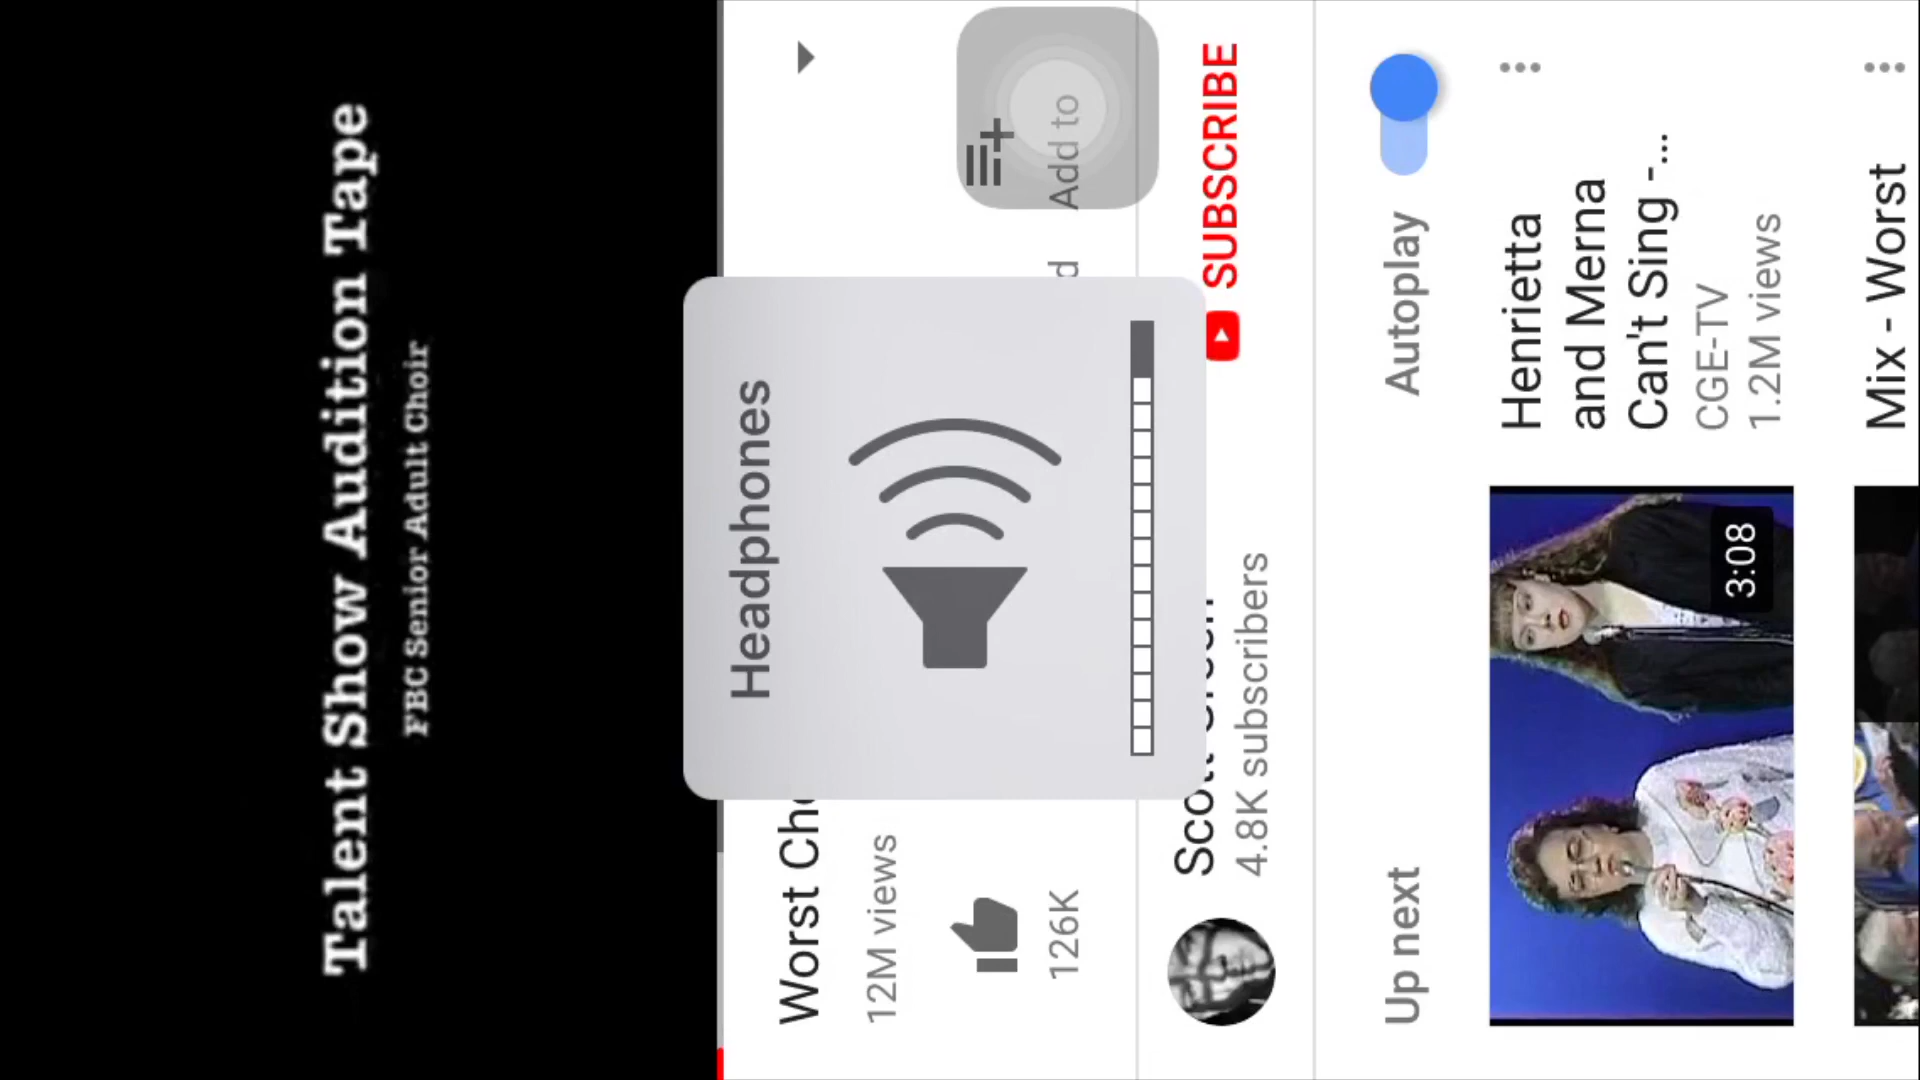 Talent Show Audition Tape
FBC Senior Adult Choir
Headphones
Worst Ch
12M views
126K
Add to
Scott
4.8K subscribers
SUBSCRIBE
Up next
Autoplay
Henrietta
and Merna
Can't Sing -...
CGE-TV
1.2M views
3:08
Mix - Worst